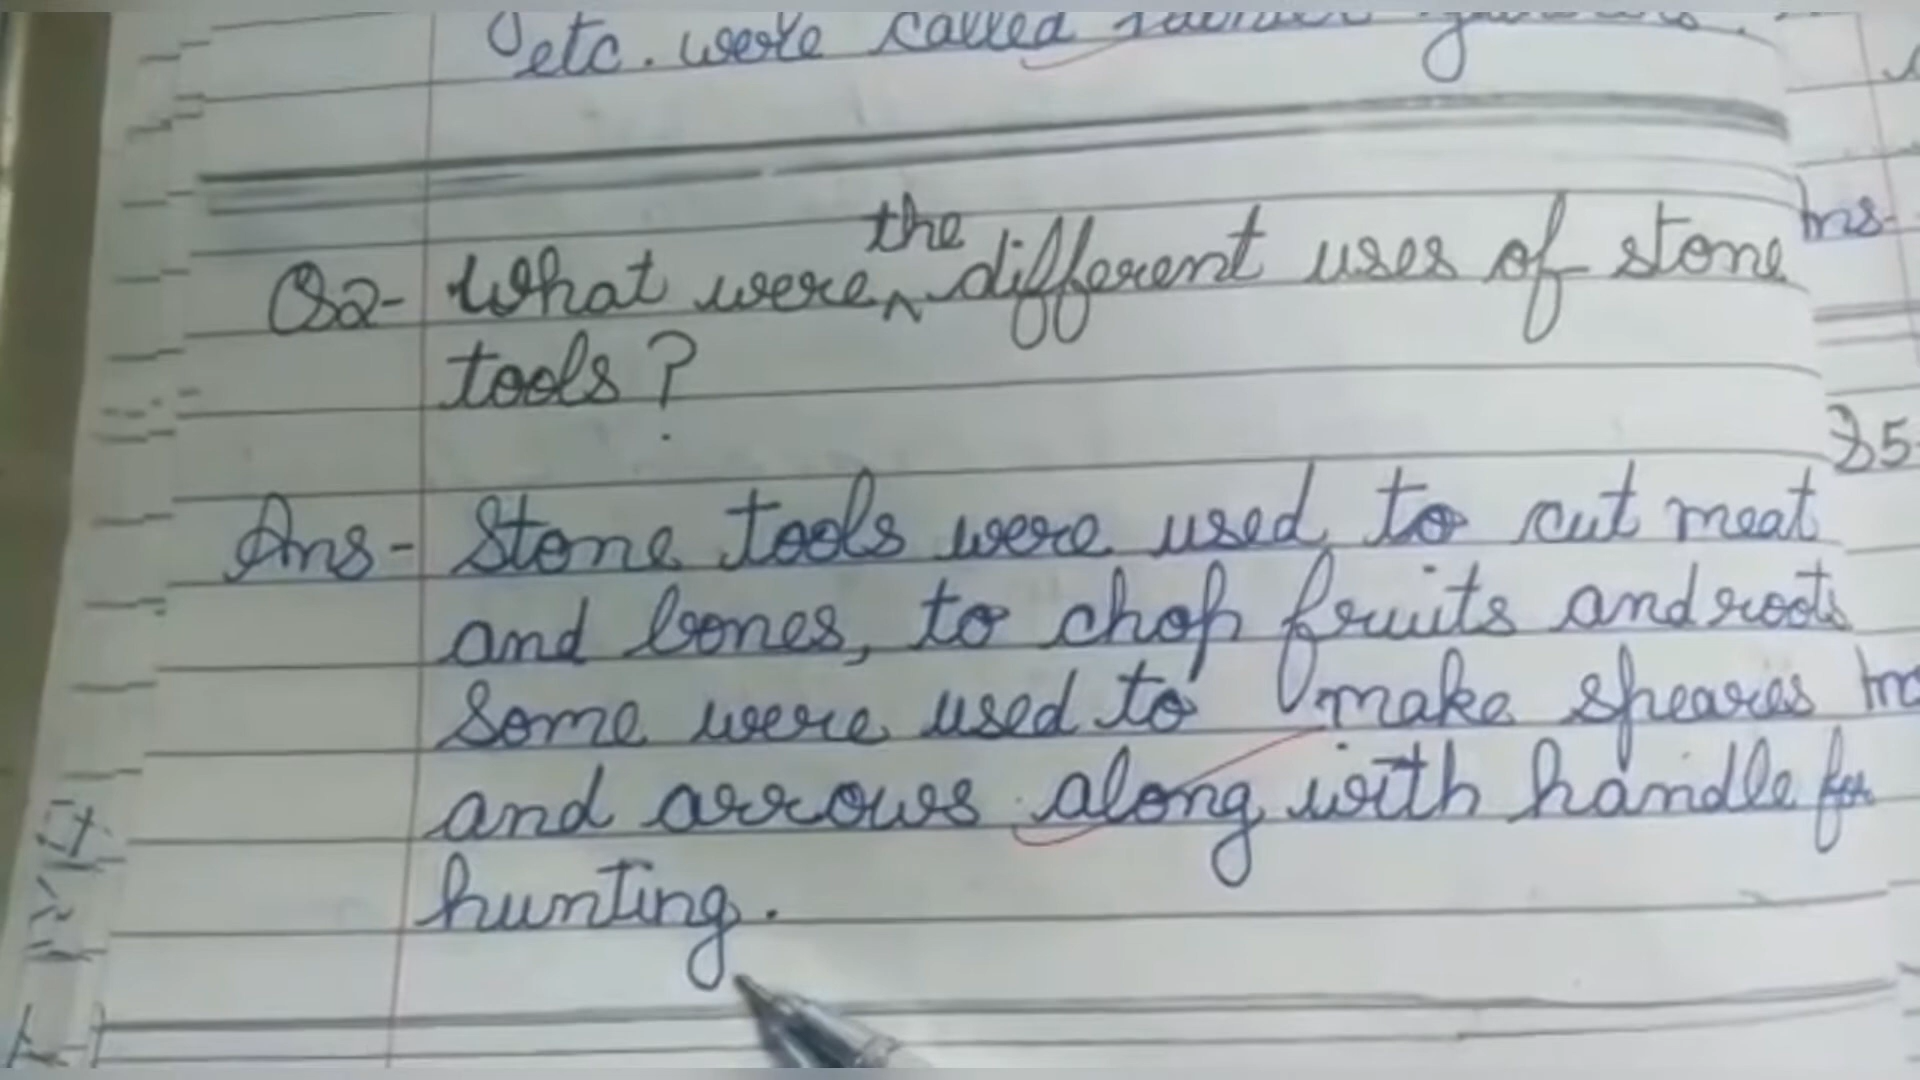 etc. were called
Q2- What were the different uses of stone
tools?
Ans- Stone tools were used to cut meat
and bones, to chop fruits and roots
Some were used to make speares
and arrows along with handle for
hunting.
Ans-
Q5-